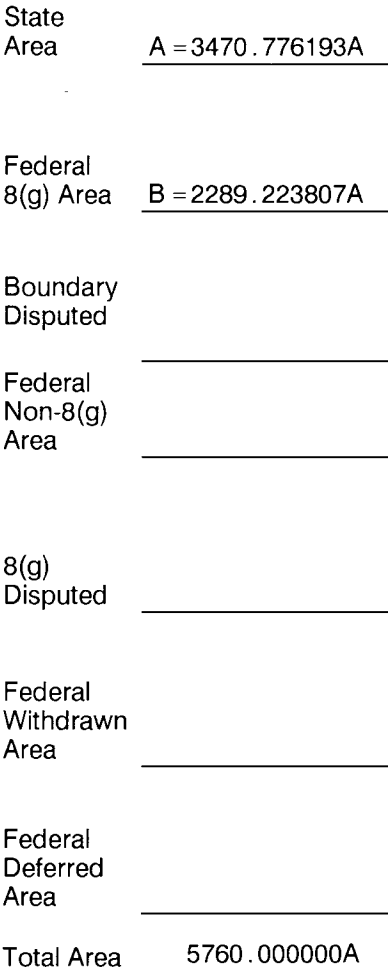 State
Area A = 3470.776193A
Federal
8(g) Area B = 2289.223807A
Boundary
Disputed
Federal
Non-8(g)
Area
8(g)
Disputed
Federal
Withdrawn
Area
Federal
Deferred
Area
Total Area 5760.000000A